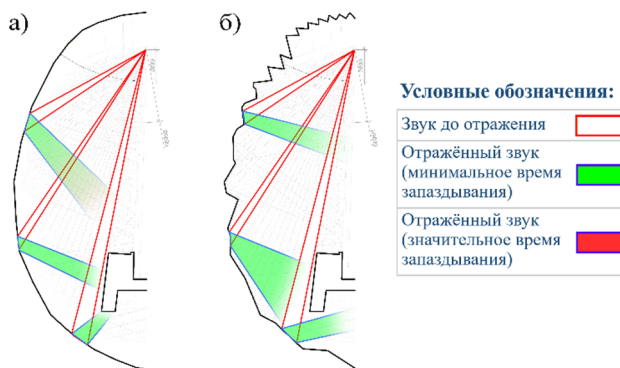 а)
б)
Условные обозначения:
Звук до отражения
Отражённый звук
(минимальное время
запаздывания)
Отражённый звук
(значительное время
запаздывания)